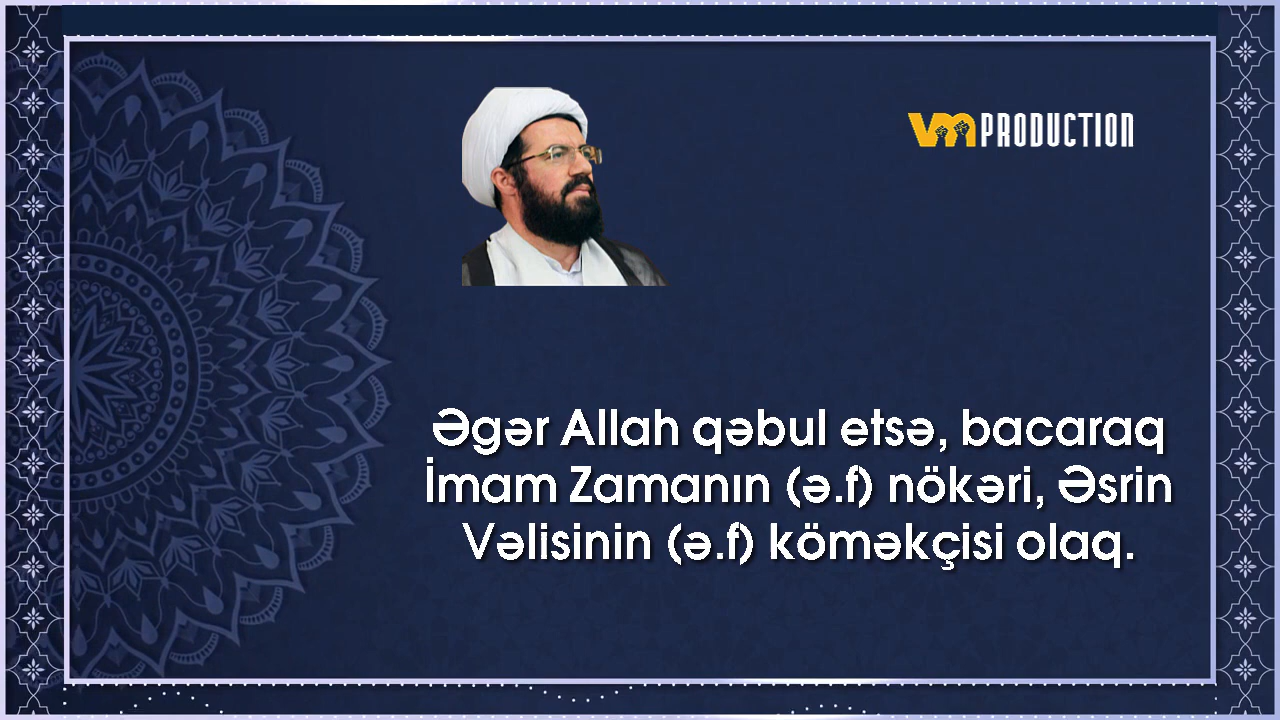 VM PRODUCTION
Əgər Allah qəbul etsə, bacaraq
İmam Zamanın (ə.f) nökəri, Əsrin
Vəlisinin (ə.f) köməkçisi olaq.